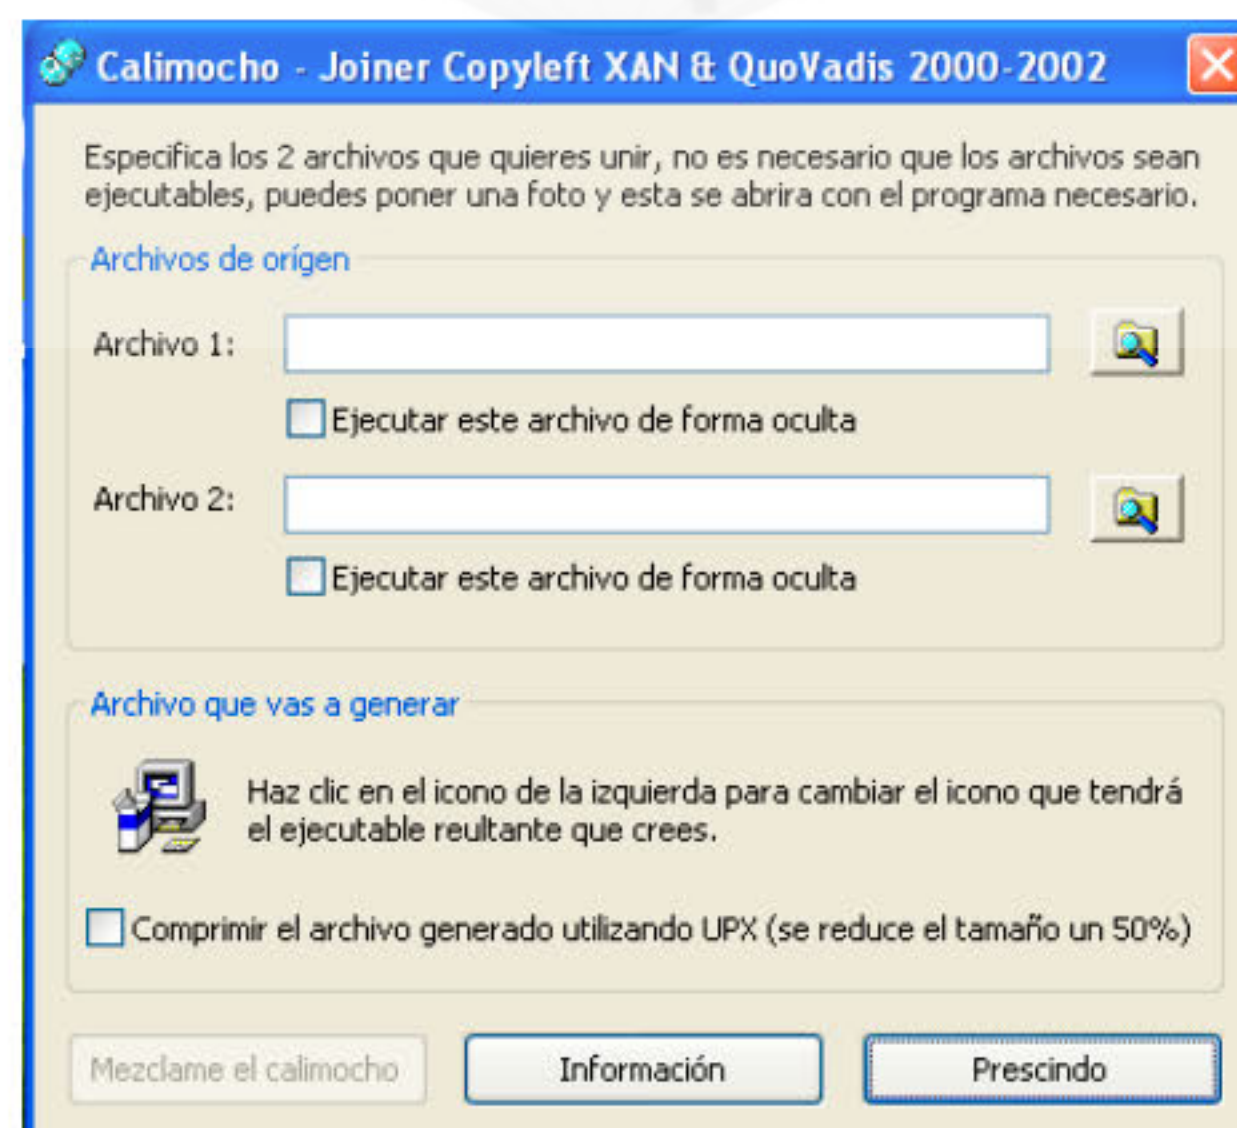 Calimocho - Joiner Copyleft XAN & QuoVadis 2000-2002
Especifica los 2 archivos que quieres unir, no es necesario que los archivos sean
ejecutables, puedes poner una foto y esta se abrira con el programa necesario.
Archivos de orígen
Archivo 1:
Ejecutar este archivo de forma oculta
Archivo 2:
Ejecutar este archivo de forma oculta
Archivo que vas a generar
Haz clic en el icono de la izquierda para cambiar el icono que tendrá
el ejecutable reultante que crees.
Comprimir el archivo generado utilizando UPX (se reduce el tamaño un 50%)
Mezclame el calimocho
Información
Prescindo